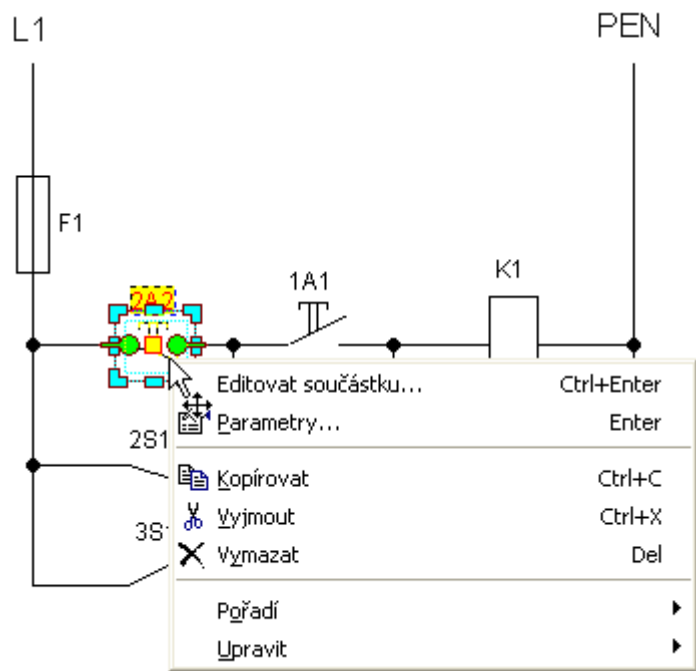 L1 PEN
F1
2A2
1A1
K1
2S1
3S1
Editovat součástku... Ctrl+Enter
Parametry... Enter
Kopírovat Ctrl+C
Vyjmout Ctrl+X
Vymazat Del
Pořadí
Upravit